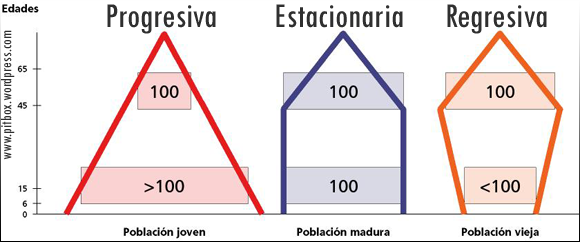 Edades
Progresiva
Estacionaria
Regresiva
www.pitbox.wordpress.com
65
45
15
6
0
100
100
100
>100
100
<100
Población joven
Población madura
Población vieja